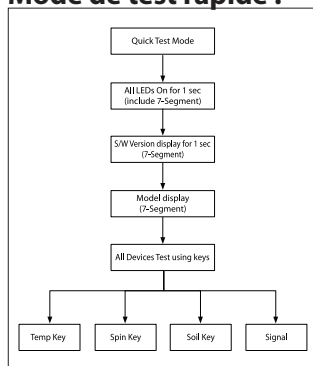 Mode de test rapide :
Quick Test Mode
All LEDs On for 1 sec
(include 7-Segment)
S/W Version display for 1 sec
(7-Segment)
Model display
(7-Segment)
All Devices Test using keys
Temp Key
Spin Key
Soil Key
Signal